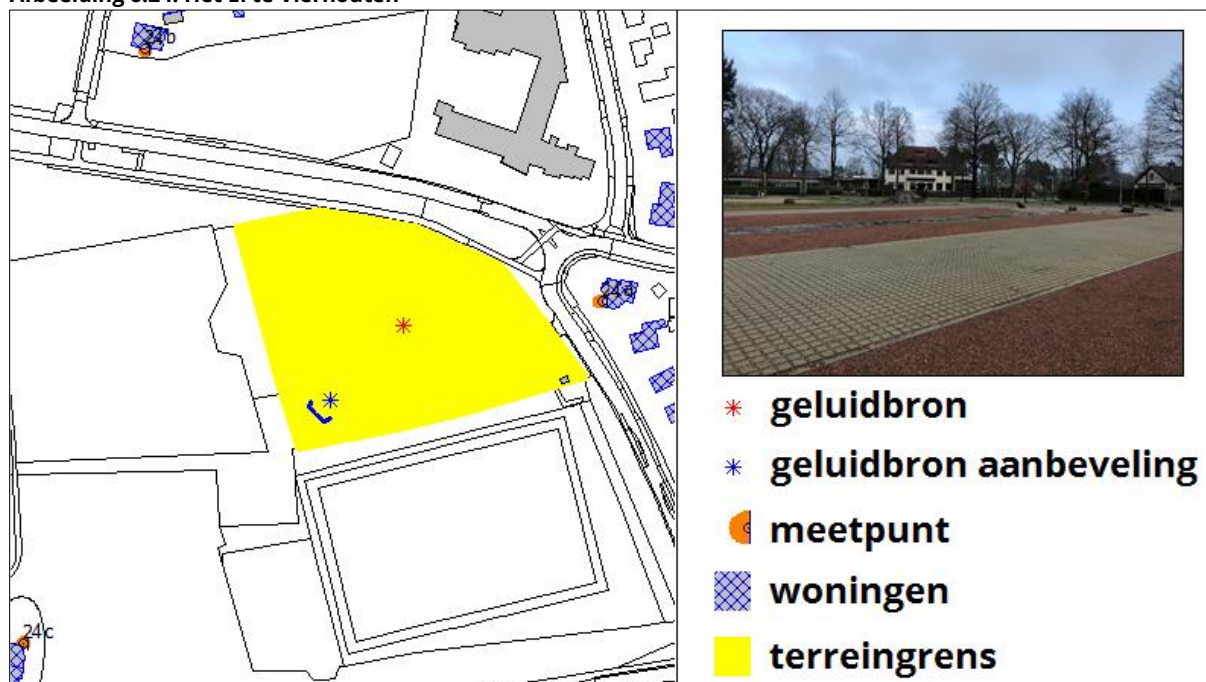 24b
24a
24c
geluidbron
geluidbron aanbeveling
meetpunt
woningen
terreingrens